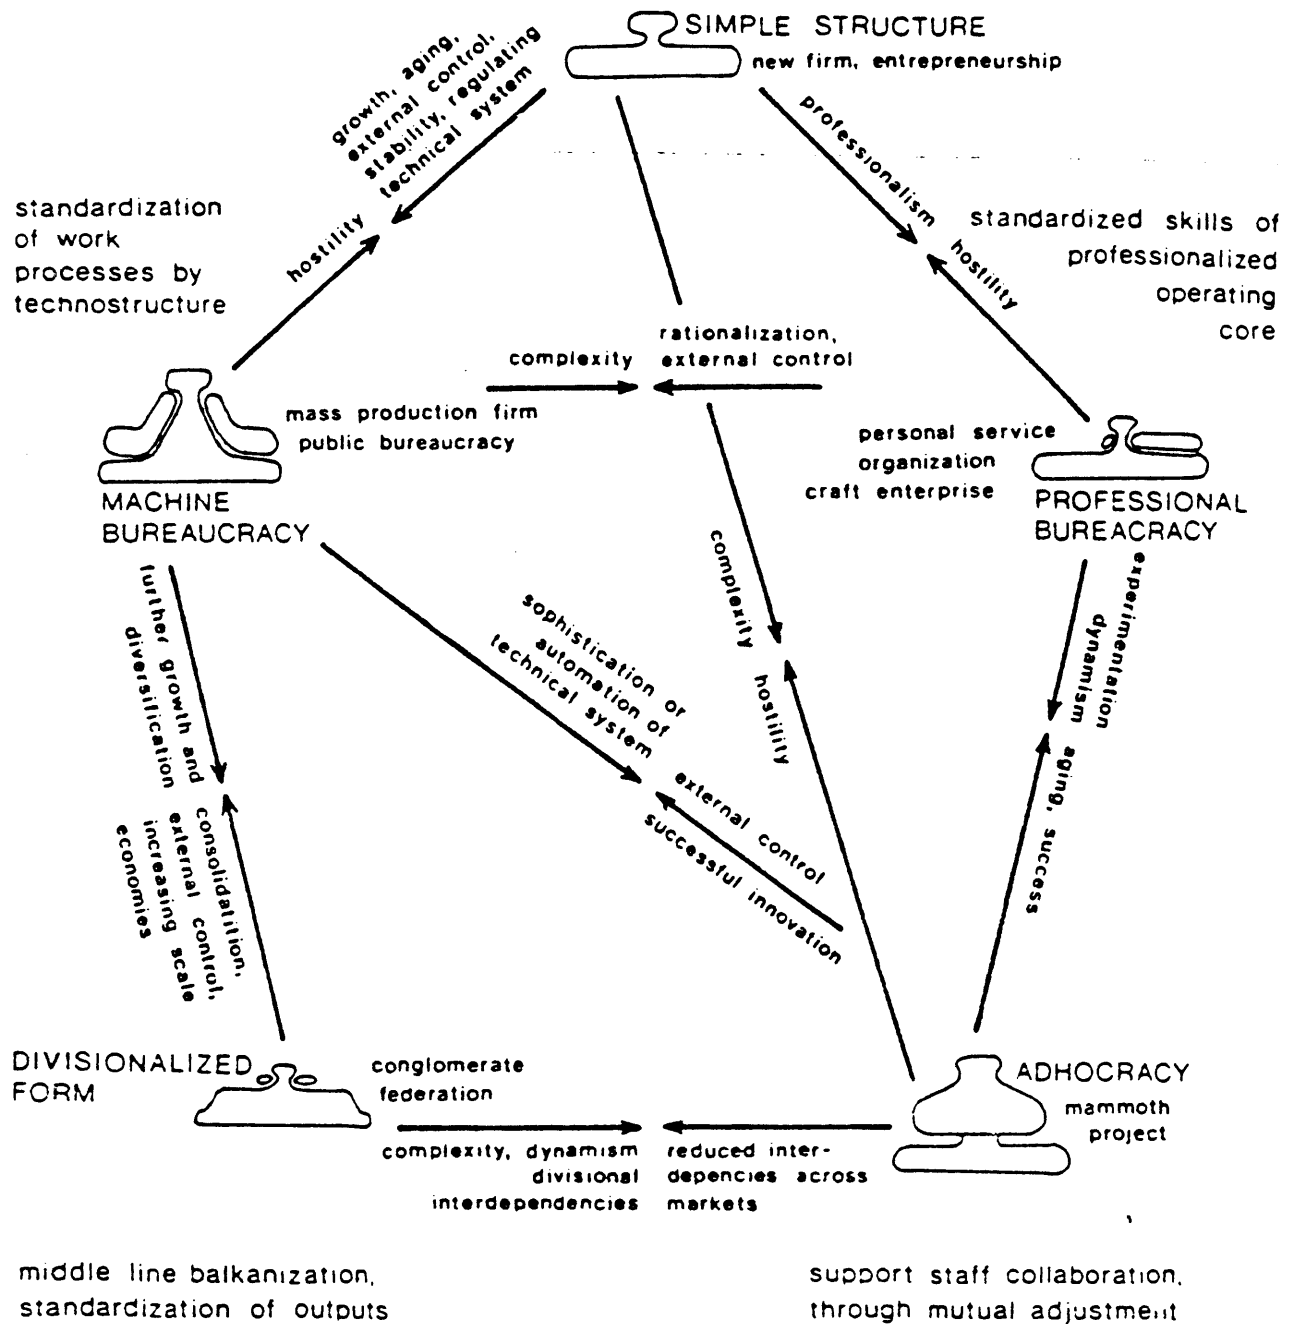 SIMPLE STRUCTURE
new firm, entrepreneurship
growth, aging,
external control,
stability, regulating
technical system
hostility
professionalism
hostility
standardization
of work
processes by
technostructure
standardized skills of
professionalized
operating
core
complexity
rationalization,
external control
mass production firm
public bureaucracy
MACHINE
BUREAUCRACY
personal service
organization
craft enterprise
PROFESSIONAL
BUREACRACY
further growth and
diversification
consolidatition,
external control,
increasing scale
economies
sophistication or
automation of
technical system
external control
successful innovation
complexity
hostility
experimentation
dynamism
aging, success
DIVISIONALIZED
FORM
conglomerate
federation
complexity, dynamism
divisional
interdependencies
reduced inter-
depencies across
markets
ADHOCRACY
mammoth
project
middle line balkanization,
standardization of outputs
support staff collaboration,
through mutual adjustment